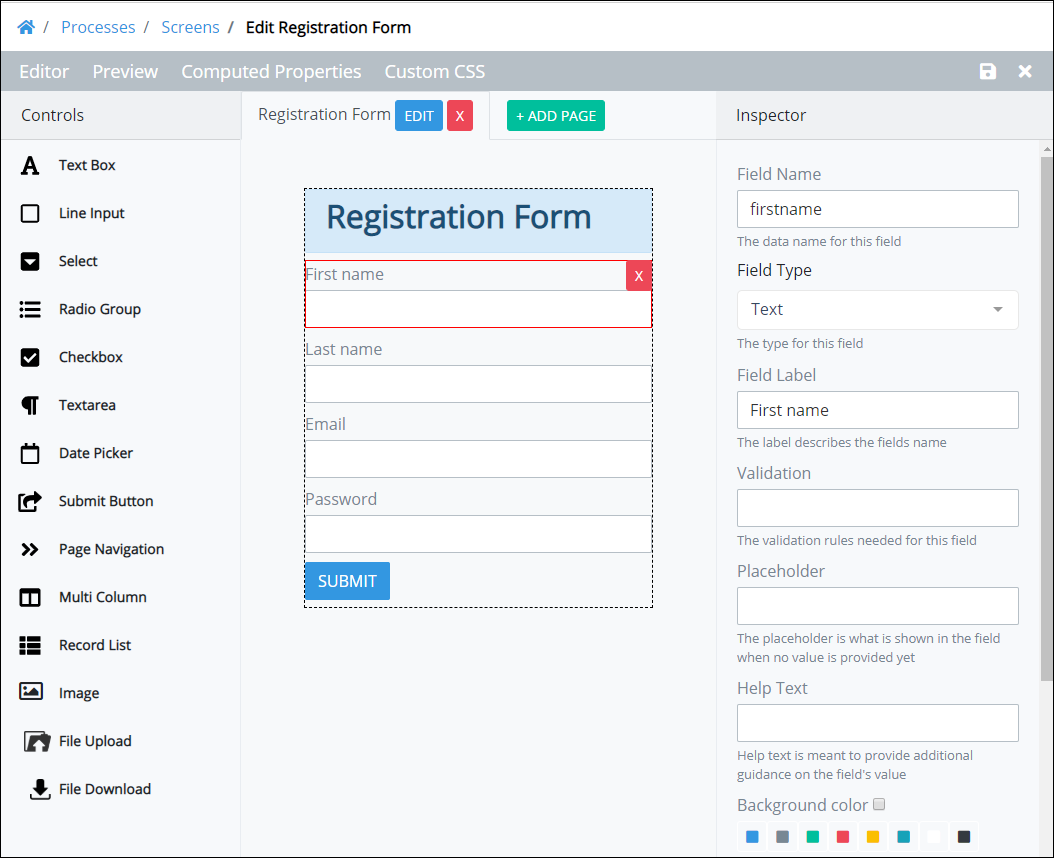 / Processes / Screens / Edit Registration Form
Editor Preview Computed Properties Custom CSS
Controls
Text Box
Line Input
Select
Radio Group
Checkbox
Textarea
Date Picker
Submit Button
Page Navigation
Multi Column
Record List
Image
File Upload
File Download
Registration Form EDIT X + ADD PAGE
Registration Form
First name X
Last name
Email
Password
SUBMIT
Inspector
Field Name
firstname
The data name for this field
Field Type
Text
The type for this field
Field Label
First name
The label describes the fields name
Validation
The validation rules needed for this field
Placeholder
The placeholder is what is shown in the field
when no value is provided yet
Help Text
Help text is meant to provide additional
guidance on the field's value
Background color